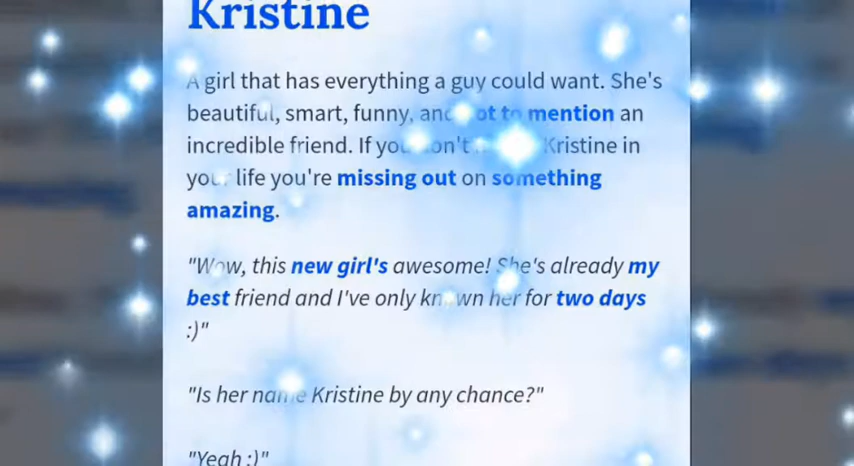 Kristine
A girl that has everything a guy could want. She's
beautiful, smart, funny, and not to mention an
incredible friend. If you don't Kristine in
your life you're missing out on something
amazing.
"Wow, this new girl's awesome! She's already my
best friend and I've only known her for two days
:)"
"Is her name Kristine by any chance?"
"Yeah :)"